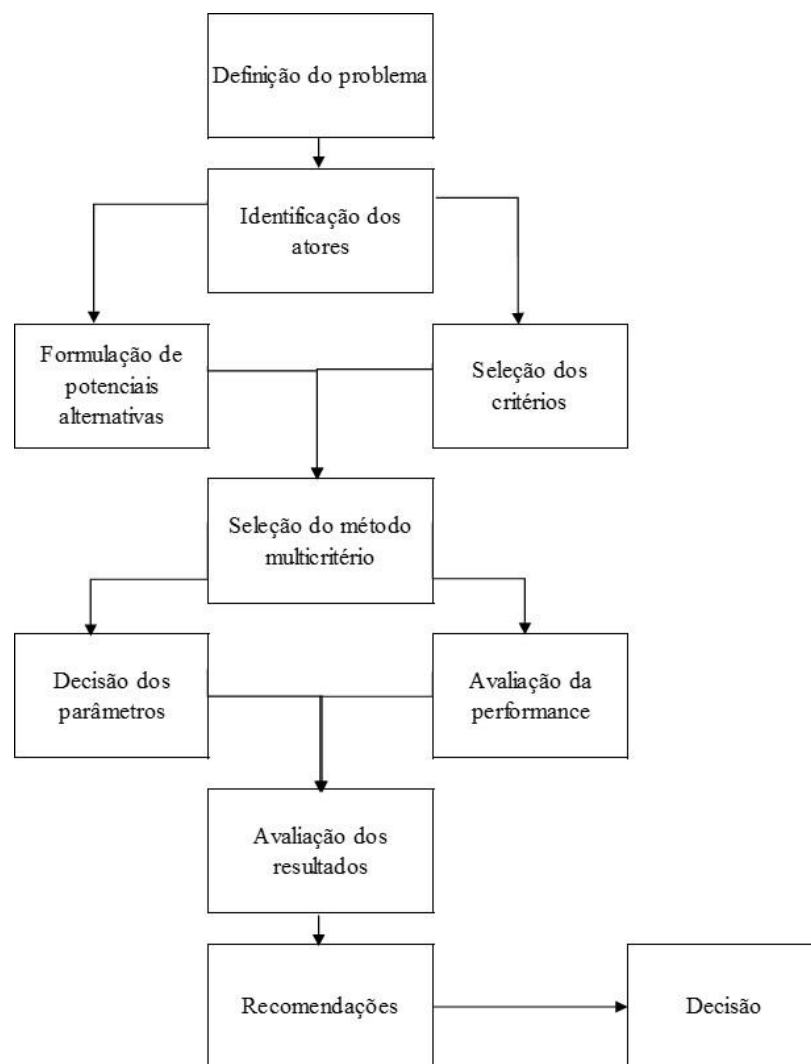 Definição do problema
Identificação dos
atores
Formulação de
potenciais
alternativas
Seleção dos
critérios
Seleção do método
multicritério
Decisão dos
parâmetros
Avaliação da
performance
Avaliação dos
resultados
Recomendações
Decisão